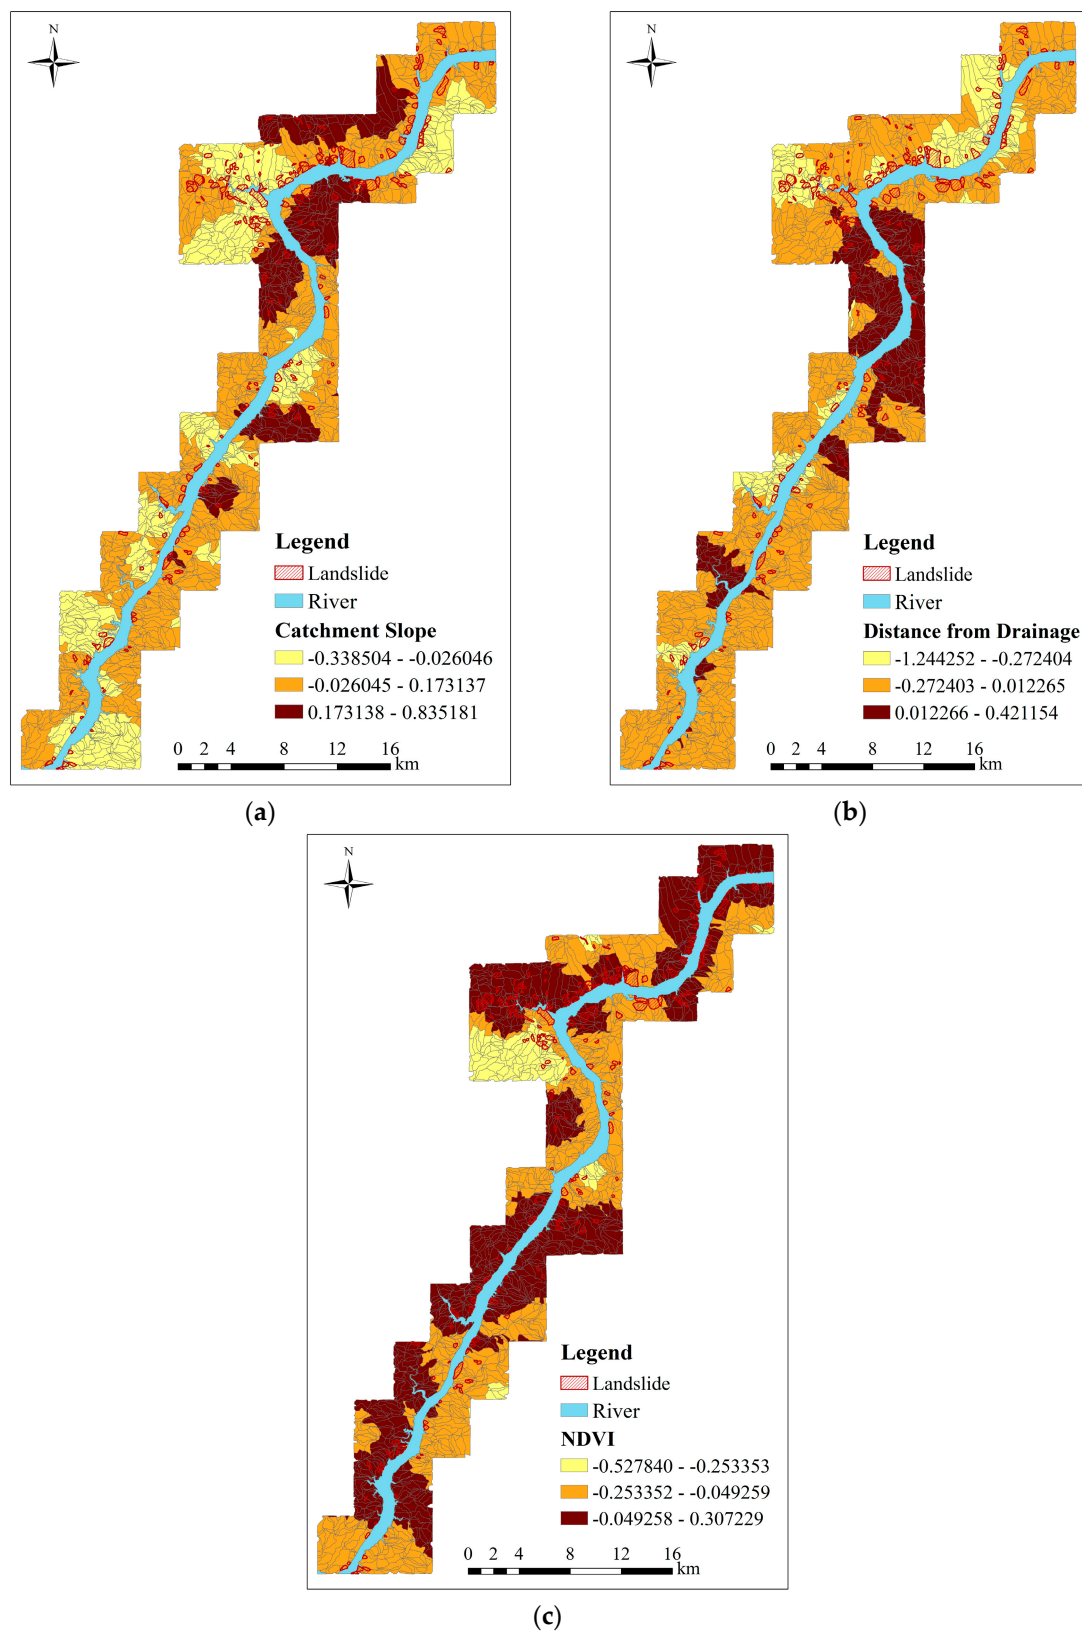 N
Legend
Landslide
River
Catchment Slope
-0.338504 - -0.026046
-0.026045 - 0.173137
0.173138 - 0.835181
0 2 4 8 12 16
km
(a)
N
Legend
Landslide
River
Distance from Drainage
-1.244252 - -0.272404
-0.272403 - 0.012265
0.012266 - 0.421154
0 2 4 8 12 16
km
(b)
N
Legend
Landslide
River
NDVI
-0.527840 - -0.253353
-0.253352 - -0.049259
-0.049258 - 0.307229
0 2 4 8 12 16
km
(c)